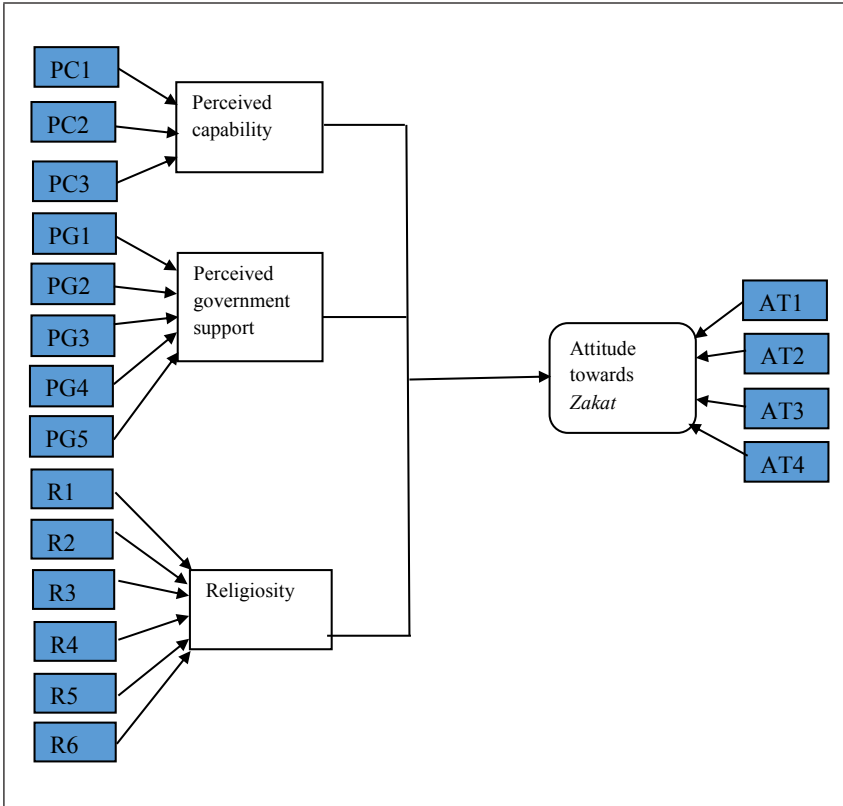 PC1
PC2
PC3
Perceived
capability
PG1
PG2
PG3
PG4
PG5
Perceived
government
support
R1
R2
R3
R4
R5
R6
Religiosity
Attitude
towards
Zakat
AT1
AT2
AT3
AT4